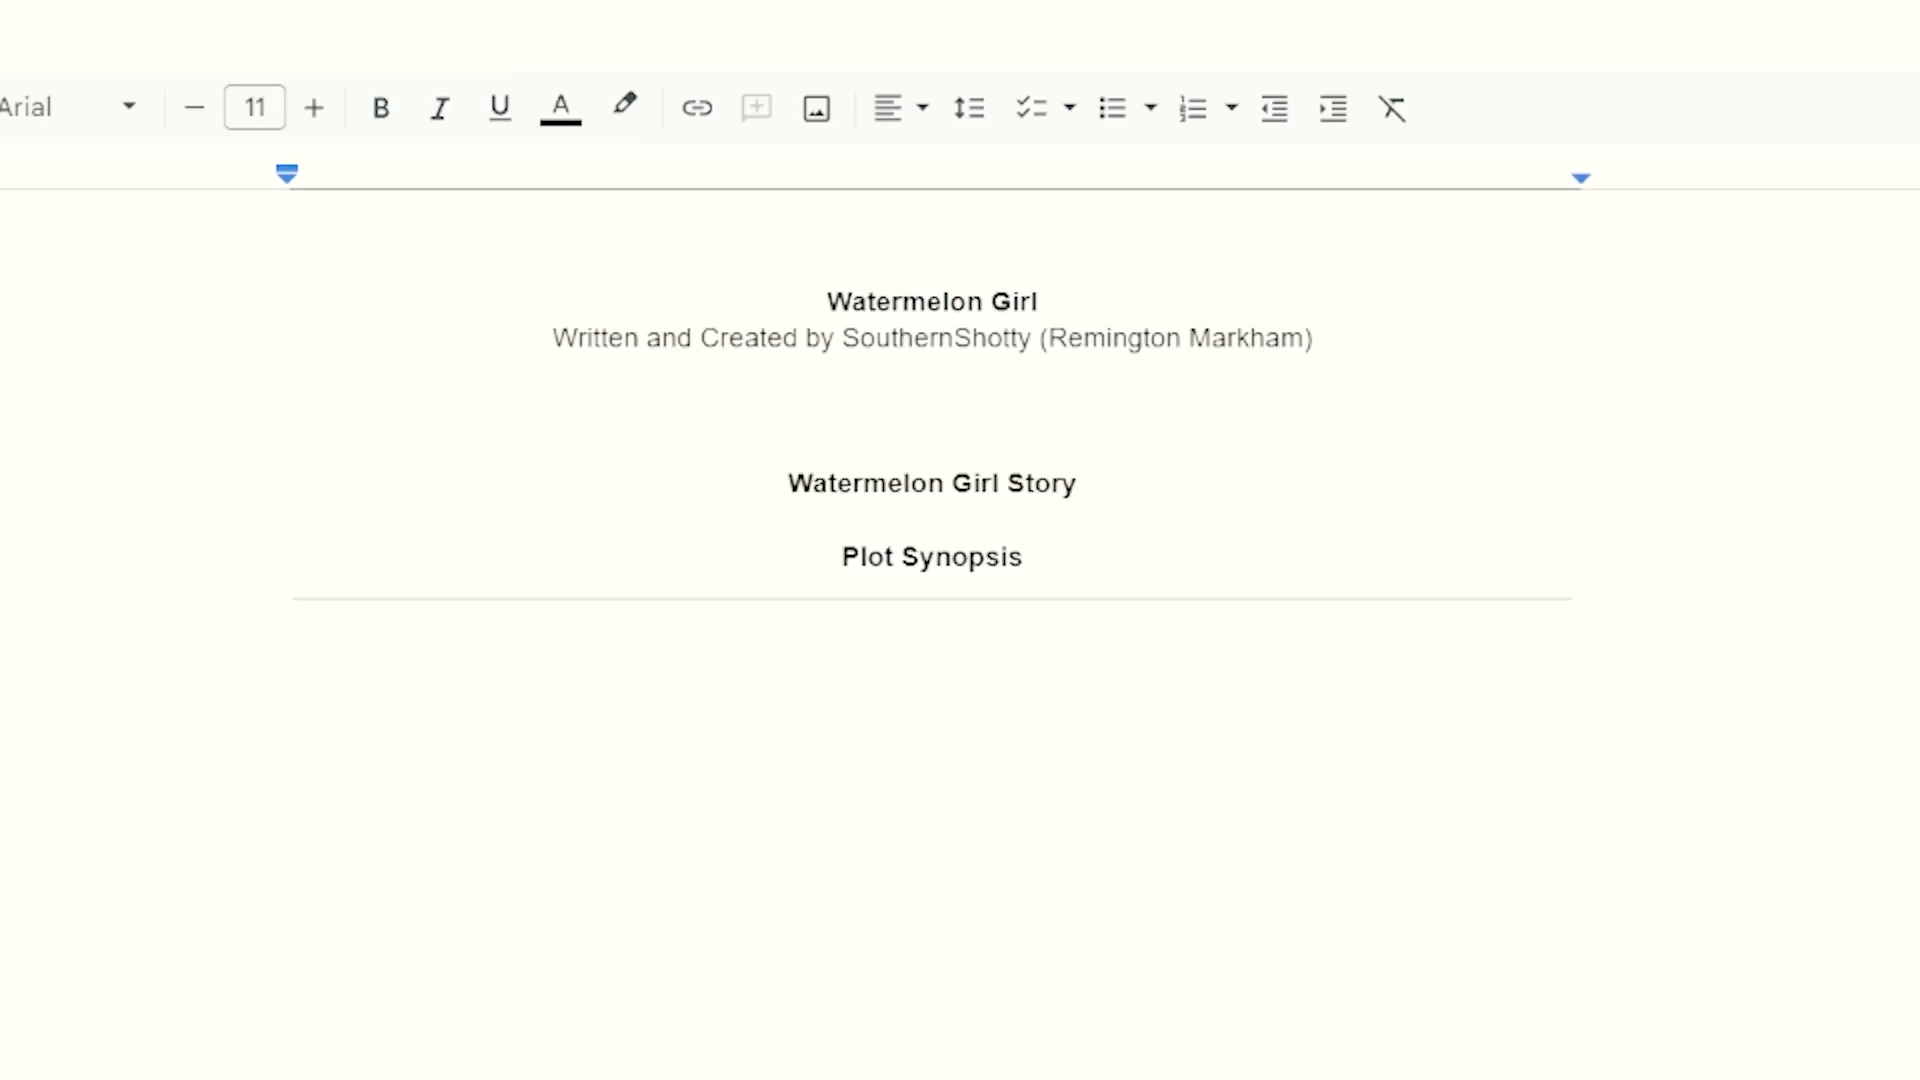 Arial 11 B I U A
Watermelon Girl
Written and Created by SouthernShotty (Remington Markham)
Watermelon Girl Story
Plot Synopsis